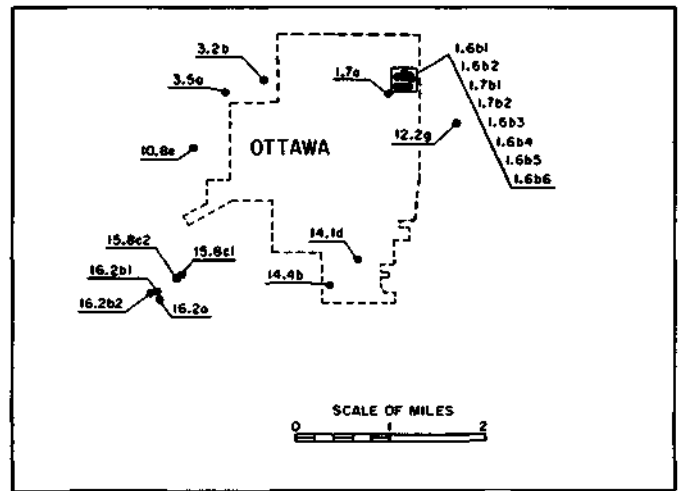 1.6b1
3.2b
1.6b2
1.7a
1.7b1
3.5a
1.7b2
1.6b3
12.2g
1.6b4
10.8e
OTTAWA
1.6b5
1.6b6
14.1d
15.8c2
15.8c1
16.2b1
14.4b
16.2b2
16.2a
SCALE OF MILES
0 1 2